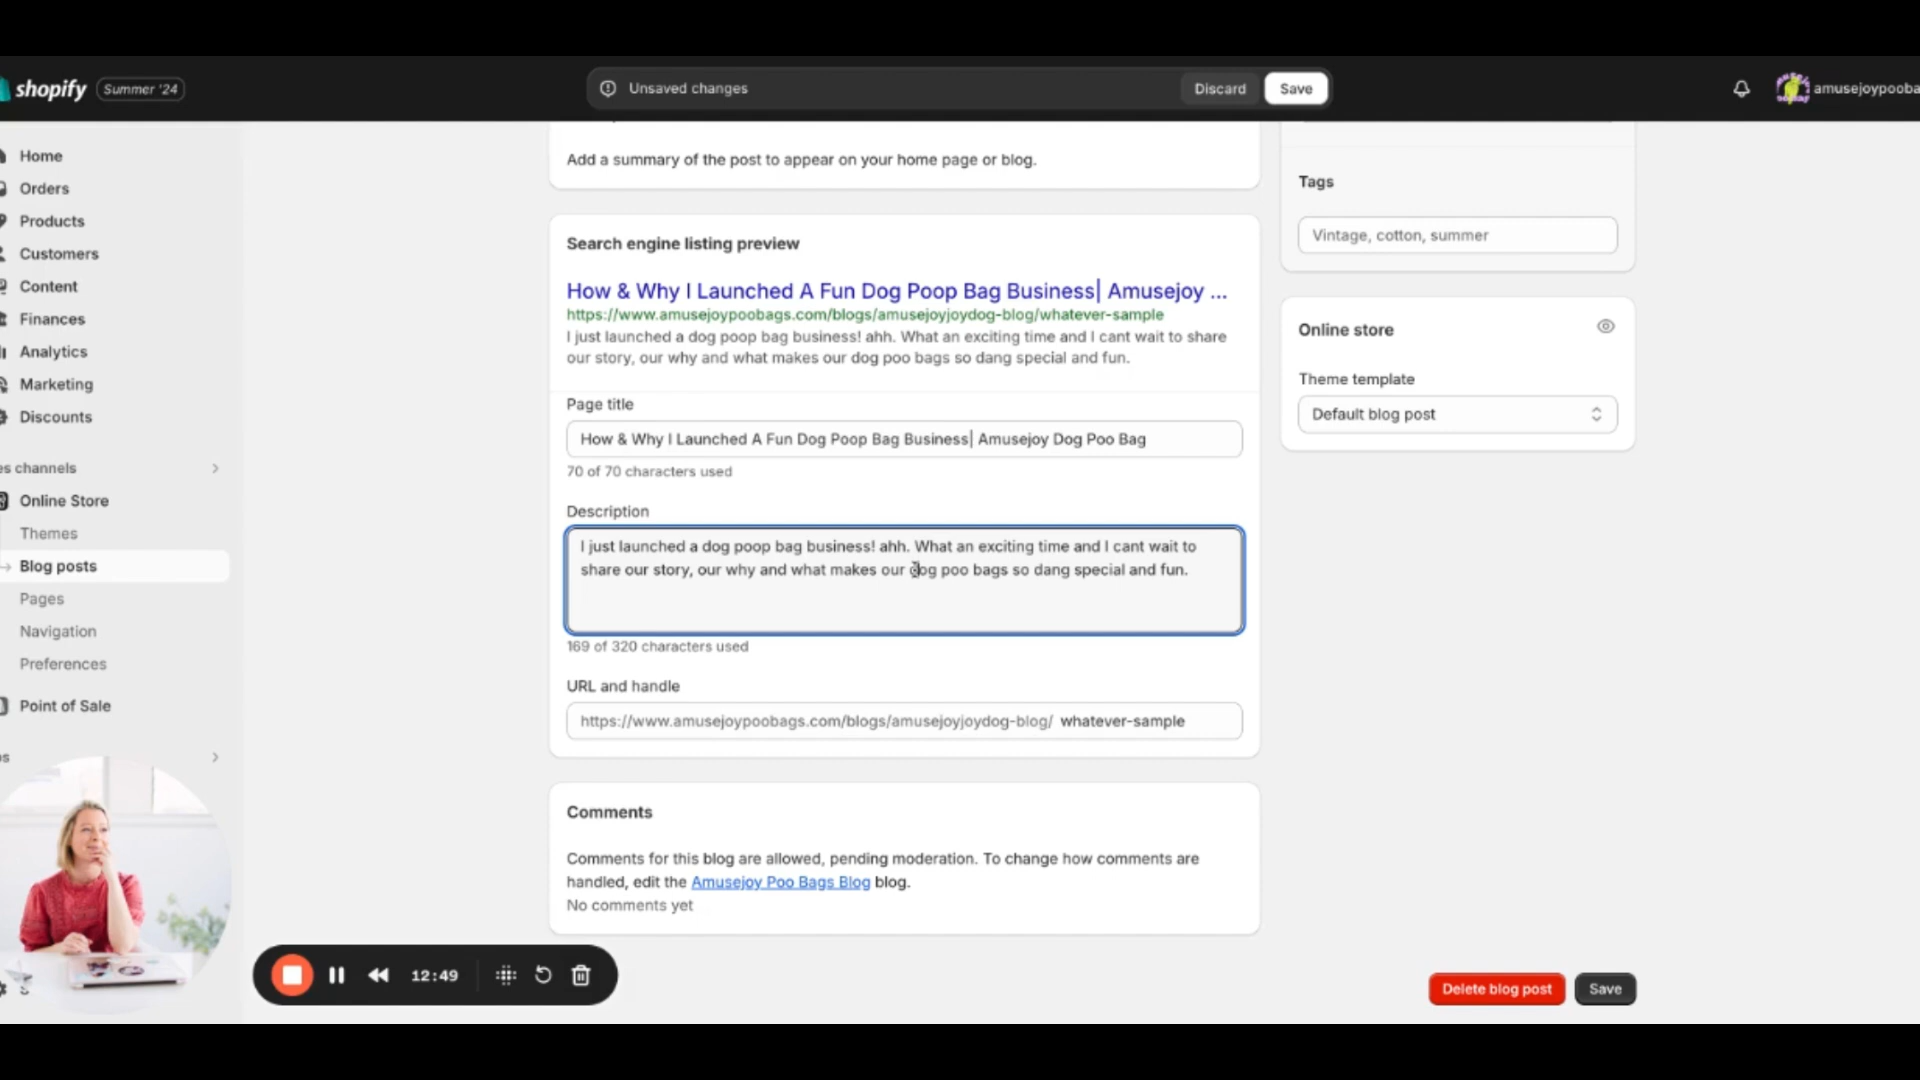 shopify Summer '24
Unsaved changes
Discard
Save
amusejoypooba
Home
Orders
Products
Customers
Content
Finances
Analytics
Marketing
Discounts
es channels
Online Store
Themes
Blog posts
Pages
Navigation
Preferences
Point of Sale
Add a summary of the post to appear on your home page or blog.
Search engine listing preview
How & Why I Launched A Fun Dog Poop Bag Business| Amusejoy ...
https://www.amusejoypoobags.com/blogs/amusejoyjoydog-blog/whatever-sample
I just launched a dog poop bag business! ahh. What an exciting time and I cant wait to share
our story, our why and what makes our dog poo bags so dang special and fun.
Page title
How & Why I Launched A Fun Dog Poop Bag Business| Amusejoy Dog Poo Bag
70 of 70 characters used
Description
I just launched a dog poop bag business! ahh. What an exciting time and I cant wait to
share our story, our why and what makes our dog poo bags so dang special and fun.
169 of 320 characters used
URL and handle
https://www.amusejoypoobags.com/blogs/amusejoyjoydog-blog/ whatever-sample
Comments
Comments for this blog are allowed, pending moderation. To change how comments are
handled, edit the Amusejoy Poo Bags Blog blog.
No comments yet
Tags
Vintage, cotton, summer
Online store
Theme template
Default blog post
12:49
Delete blog post
Save